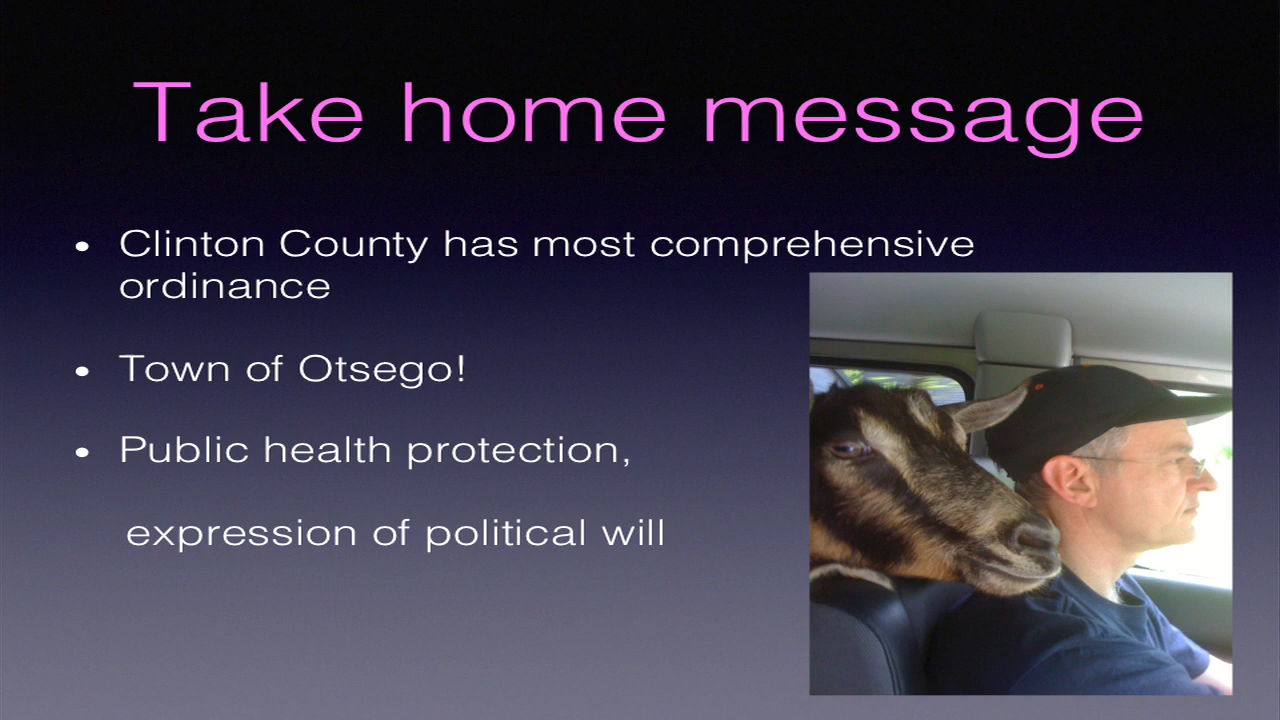 Take home message
• Clinton County has most comprehensive
ordinance
• Town of Otsego!
• Public health protection,
expression of political will